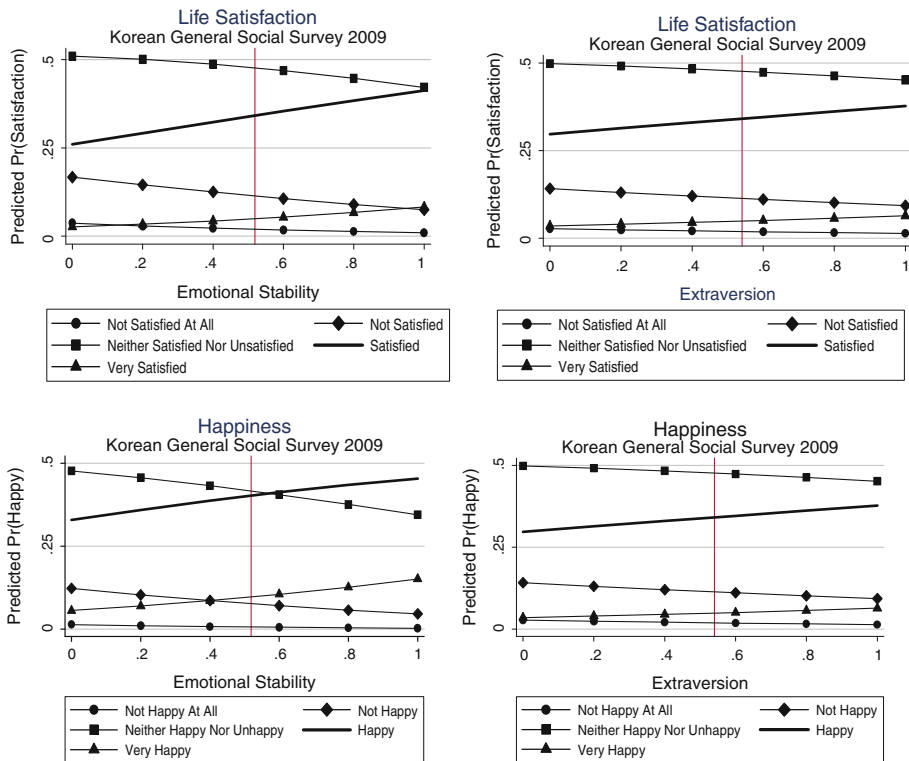 Life Satisfaction
Korean General Social Survey 2009
Predicted Pr(Satisfaction)
.5
.25
0
0 .2 .4 .6 .8 1
Emotional Stability
Not Satisfied At All
Not Satisfied
Neither Satisfied Nor Unsatisfied
Satisfied
Very Satisfied
Life Satisfaction
Korean General Social Survey 2009
Predicted Pr(Satisfaction)
.5
.25
0
0 .2 .4 .6 .8 1
Extraversion
Not Satisfied At All
Not Satisfied
Neither Satisfied Nor Unsatisfied
Satisfied
Very Satisfied
Happiness
Korean General Social Survey 2009
Predicted Pr(Happy)
.5
.25
0
0 .2 .4 .6 .8 1
Emotional Stability
Not Happy At All
Not Happy
Neither Happy Nor Unhappy
Happy
Very Happy
Happiness
Korean General Social Survey 2009
Predicted Pr(Happy)
.5
.25
0
0 .2 .4 .6 .8 1
Extraversion
Not Happy At All
Not Happy
Neither Happy Nor Unhappy
Happy
Very Happy